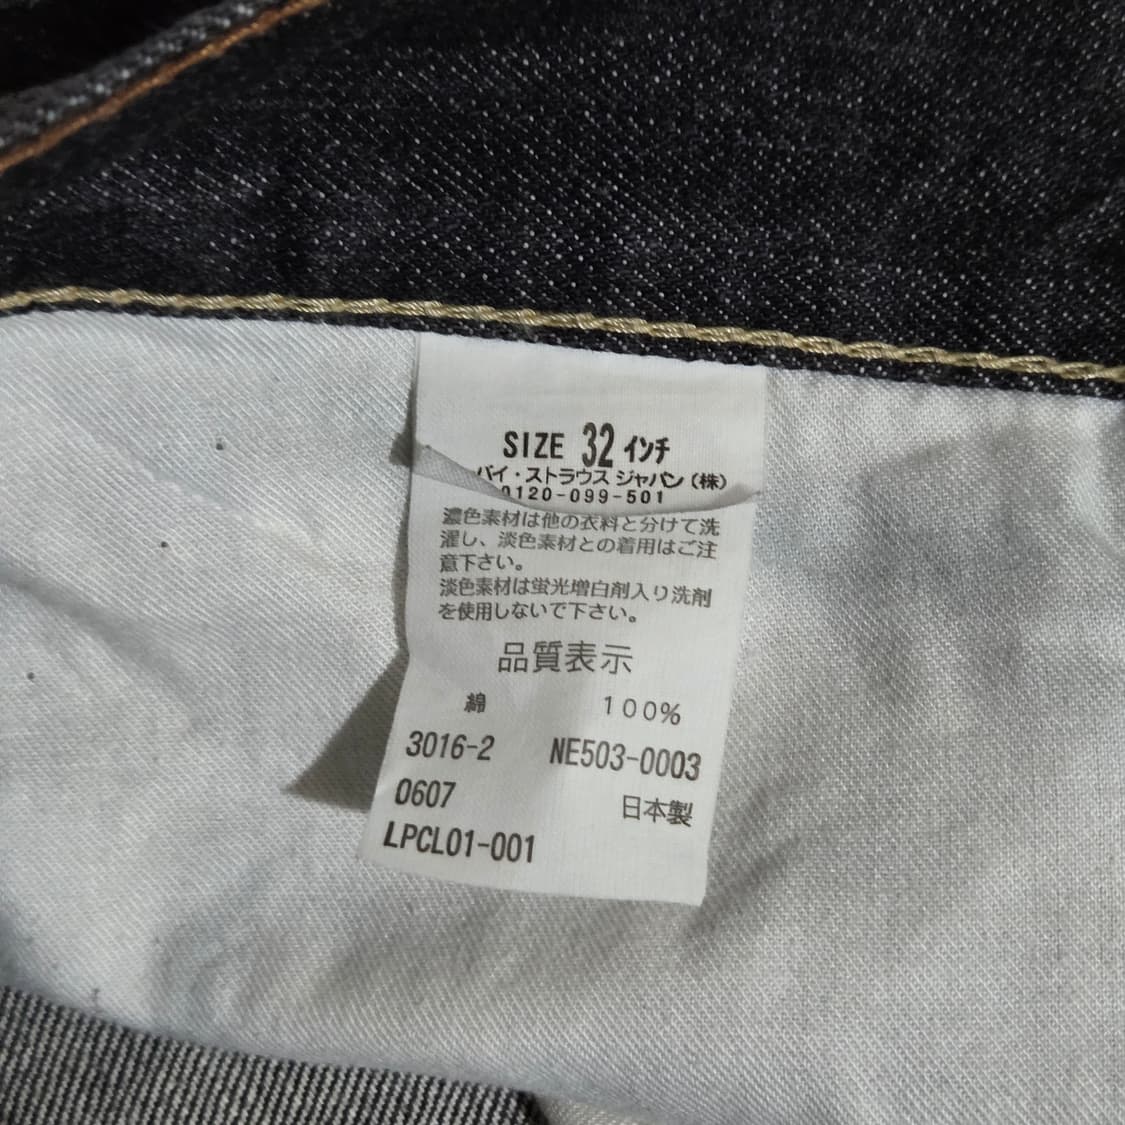 SIZE 32 インチ
バイ・ストラウス ジャパン(株)
0120-099-501
濃色素材は他の衣料と分けて洗
濯し、淡色素材との着用はご注
意下さい。
淡色素材は蛍光増白剤入り洗剤
を使用しないで下さい。
品質表示
綿 100%
3016-2 NE503-0003
0607 日本製
LPCL01-001